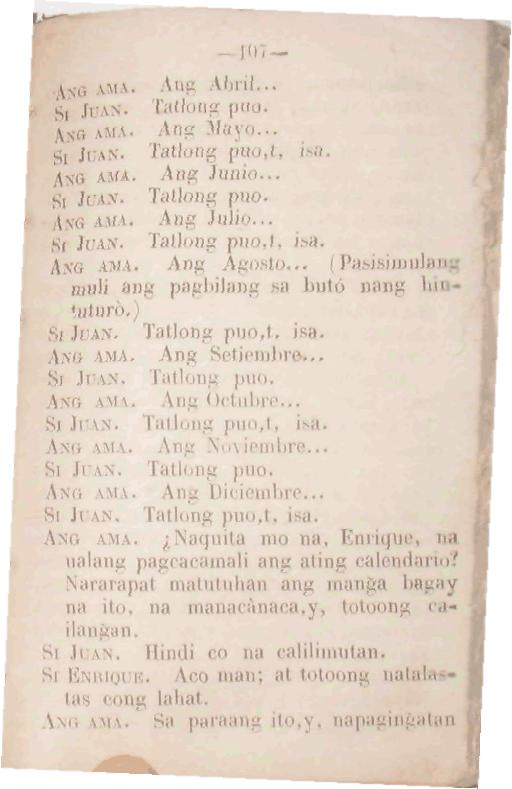 —107—
ANG AMA. Ang Abril...
SI JUAN. Tatlong puo.
ANG AMA. Ang Mayo...
SI JUAN. Tatlong puo,t, isa.
ANG AMA. Ang Junio...
SI JUAN. Tatlong puo.
ANG AMA. Ang Julio...
SI JUAN. Tatlong puo,t, isa.
ANG AMA. Ang Agosto... (Pasisimulang
muli ang pagbilang sa butó nang hin-
tuturò.)
SI JUAN. Tatlong puo,t, isa.
ANG AMA. Ang Setiembre...
SI JUAN. Tatlong puo.
ANG AMA. Ang Octubre...
SI JUAN. Tatlong puo,t, isa.
ANG AMA. Ang Noviembre...
SI JUAN. Tatlong puo.
ANG AMA. Ang Diciembre...
SI JUAN. Tatlong puo,t, isa.
ANG AMA. ¿Naquita mo na, Enrique, na
ualang pagcacamali ang ating calendario?
Nararapat matutuhan ang mang̃a bagay
na ito, na manacànaca,y, totoong ca-
ilang̃an.
SI JUAN. Hindi co na calilimutan.
SI ENRIQUE. Aco man; at totoong natalas-
tas cong lahat.
ANG AMA. Sa paraang ito,y, napaging̃atan